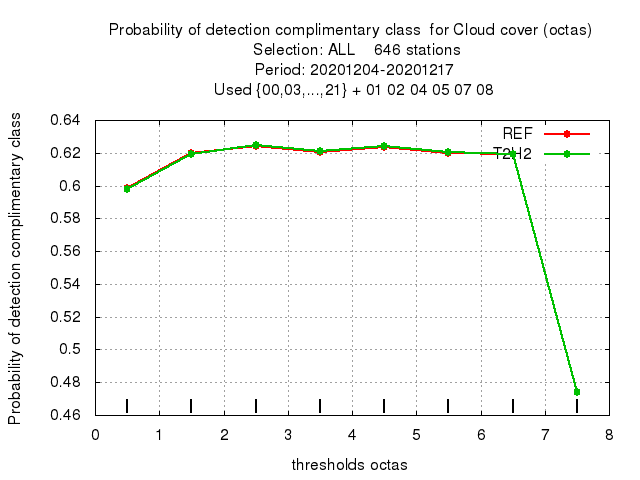 Probability of detection complimentary class  for Cloud cover (octas)
Selection: ALL    646 stations
Period: 20201204-20201217
Used {00,03,...,21} + 01 02 04 05 07 08
Probability of detection complimentary class
0.64
0.62
0.6
0.58
0.56
0.54
0.52
0.5
0.48
0.46
REF
T2H2
0 1 2 3 4 5 6 7 8
thresholds octas